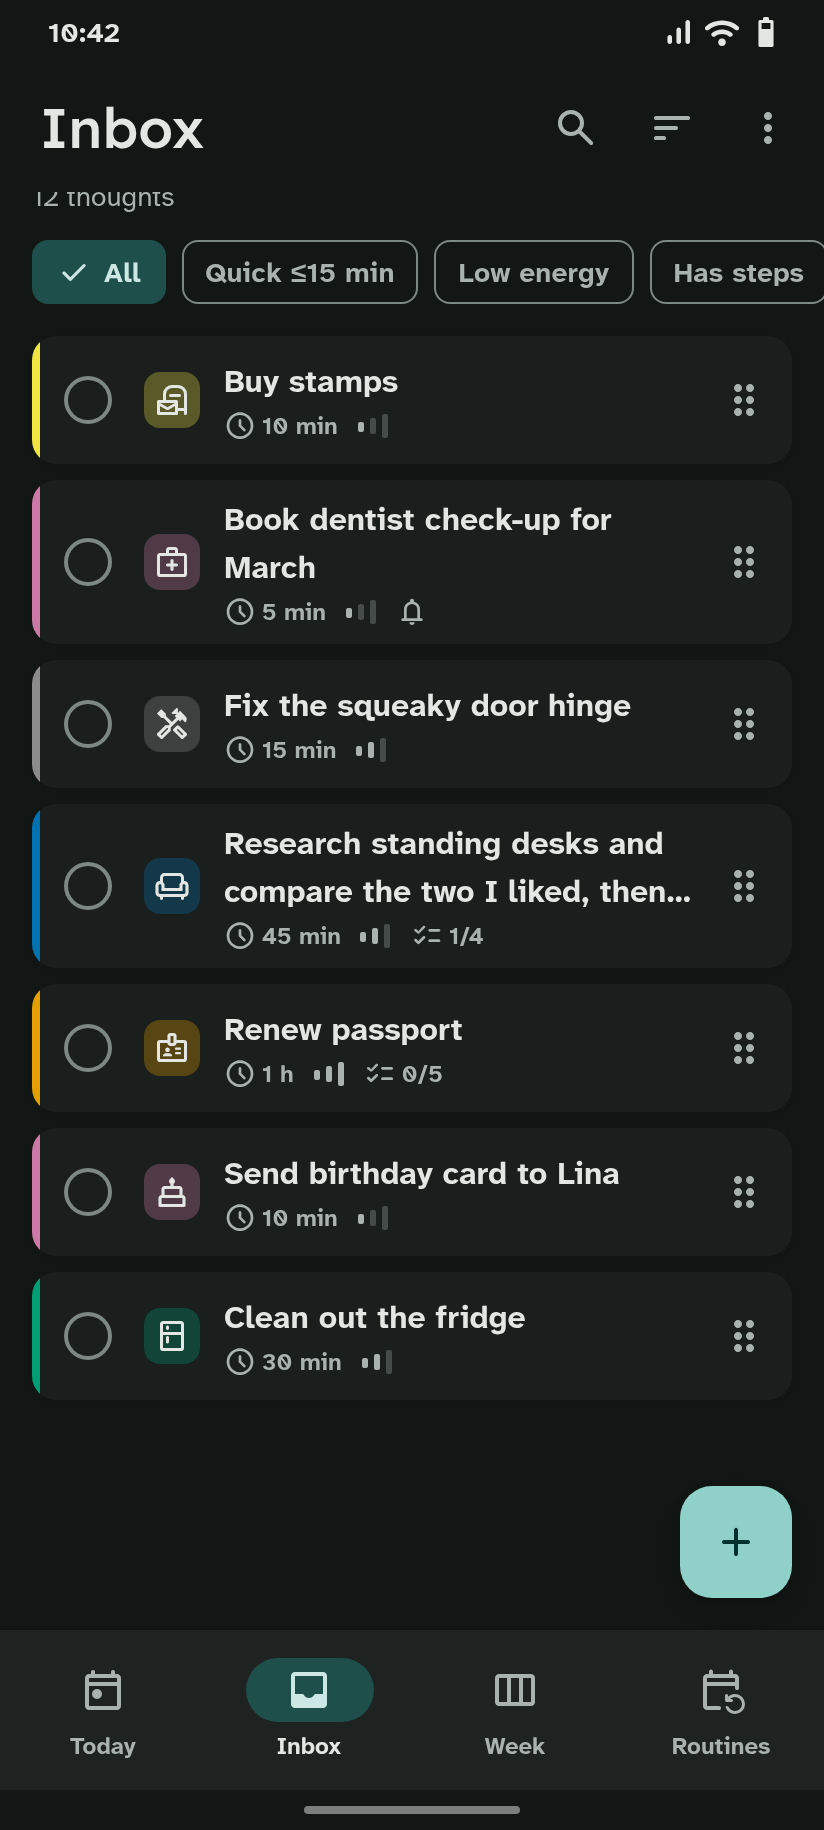 10:42
Inbox
12 thoughts
All
Quick ≤15 min
Low energy
Has steps
Buy stamps
10 min
Book dentist check-up for
March
5 min
Fix the squeaky door hinge
15 min
Research standing desks and
compare the two I liked, then...
45 min
1/4
Renew passport
1 h
0/5
Send birthday card to Lina
10 min
Clean out the fridge
30 min
Today
Inbox
Week
Routines